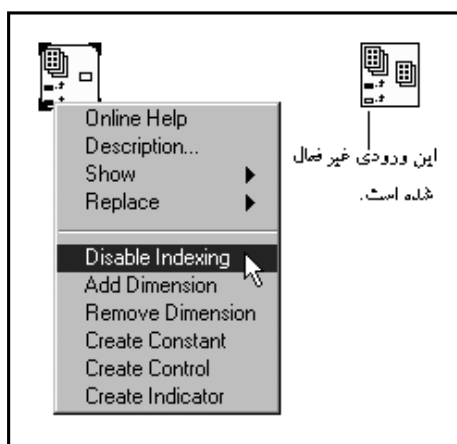 Online Help
Description...
Show
Replace
Disable Indexing
Add Dimension
Remove Dimension
Create Constant
Create Control
Create Indicator
این ورودی غیر فعال
شده است.